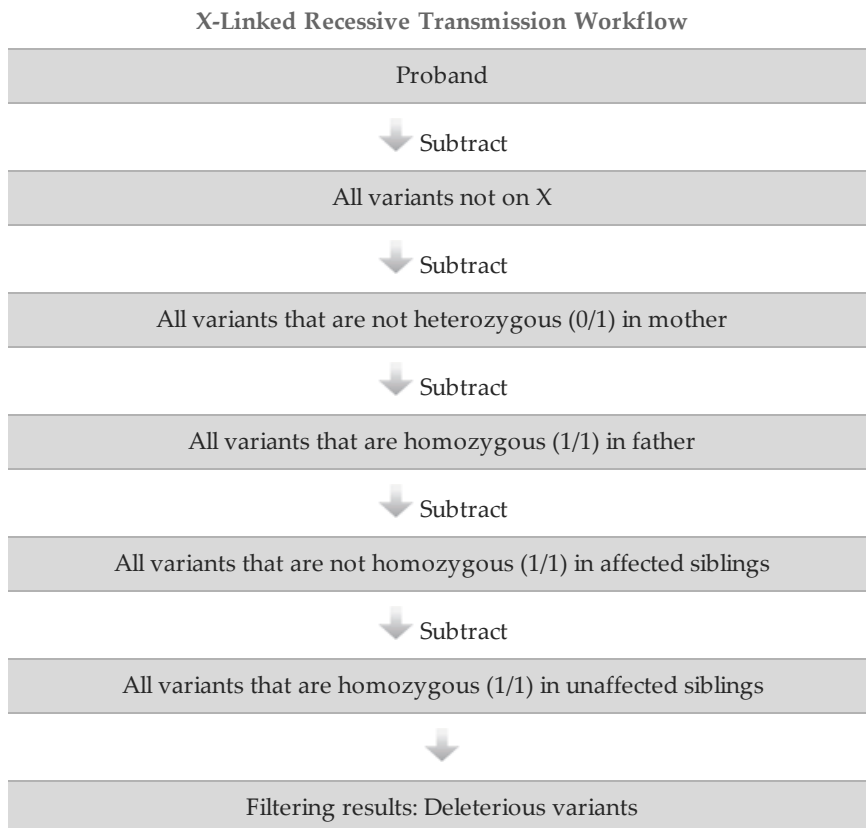 X-Linked Recessive Transmission Workflow
Proband
Subtract
All variants not on X
Subtract
All variants that are not heterozygous (0/1) in mother
Subtract
All variants that are homozygous (1/1) in father
Subtract
All variants that are not homozygous (1/1) in affected siblings
Subtract
All variants that are homozygous (1/1) in unaffected siblings
Filtering results: Deleterious variants